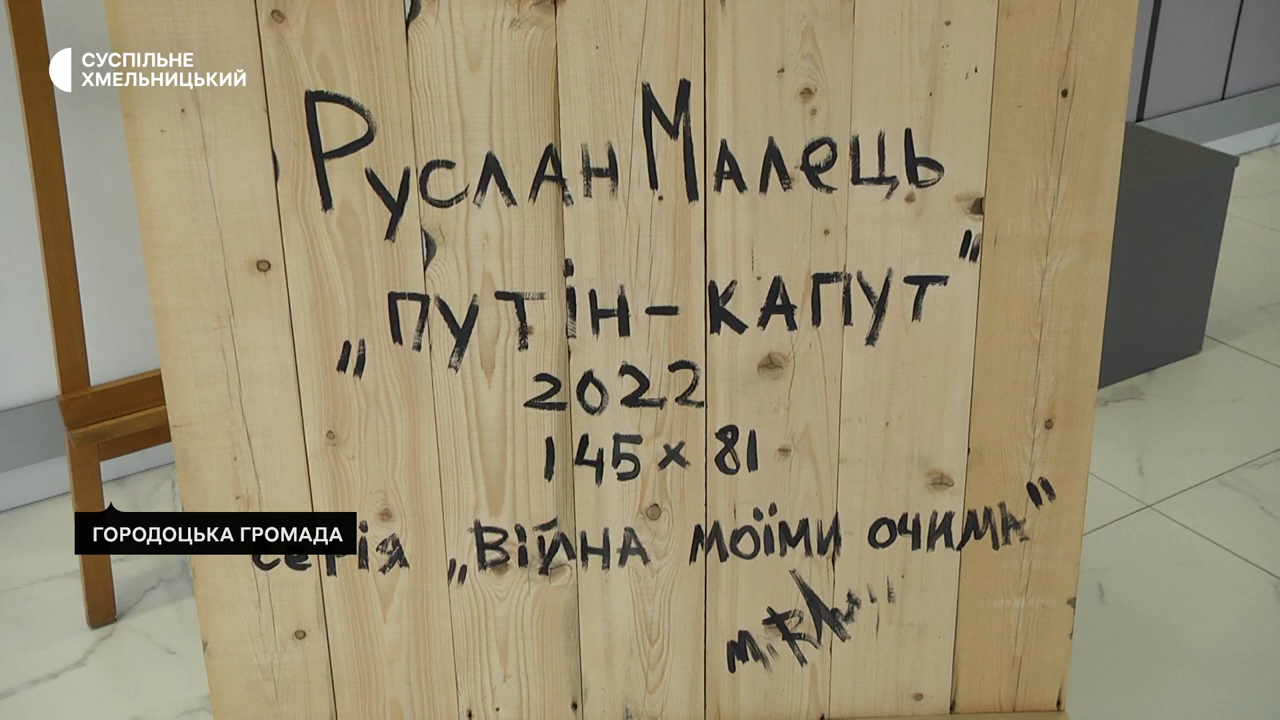 СУСПІЛЬНЕ
ХМЕЛЬНИЦЬКИЙ
Руслан Малець
„ПУТІН-КАПУТ"
2022
145 x 81
ГОРОДОЦЬКА ГРОМАДА
серія „Війна моїми очима"